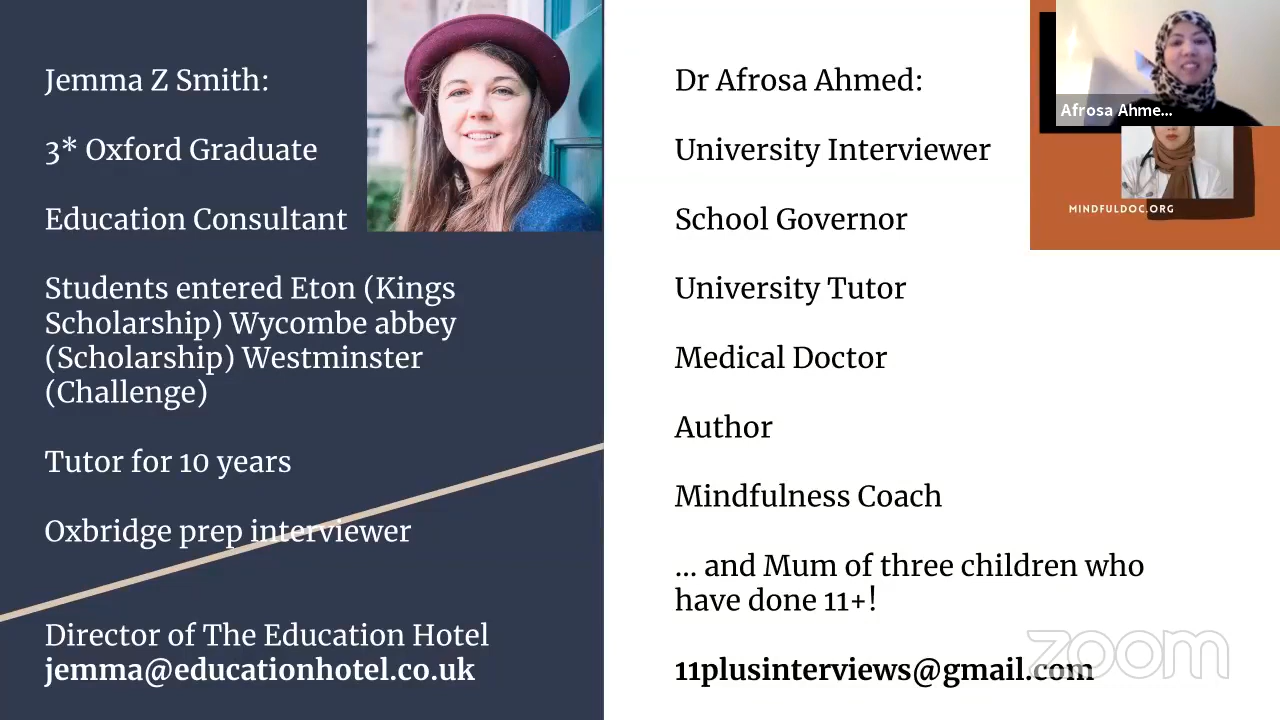 Jemma Z Smith:
3* Oxford Graduate
Education Consultant
Students entered Eton (Kings
Scholarship) Wycombe abbey
(Scholarship) Westminster
(Challenge)
Tutor for 10 years
Oxbridge prep interviewer
Director of The Education Hotel
jemma@educationhotel.co.uk
Dr Afrosa Ahmed:
University Interviewer
School Governor
University Tutor
Medical Doctor
Author
Mindfulness Coach
... and Mum of three children who
have done 11+!
11plusinterviews@gmail.com
Afrosa Ahme...
MINDFULDOC.ORG
zoom